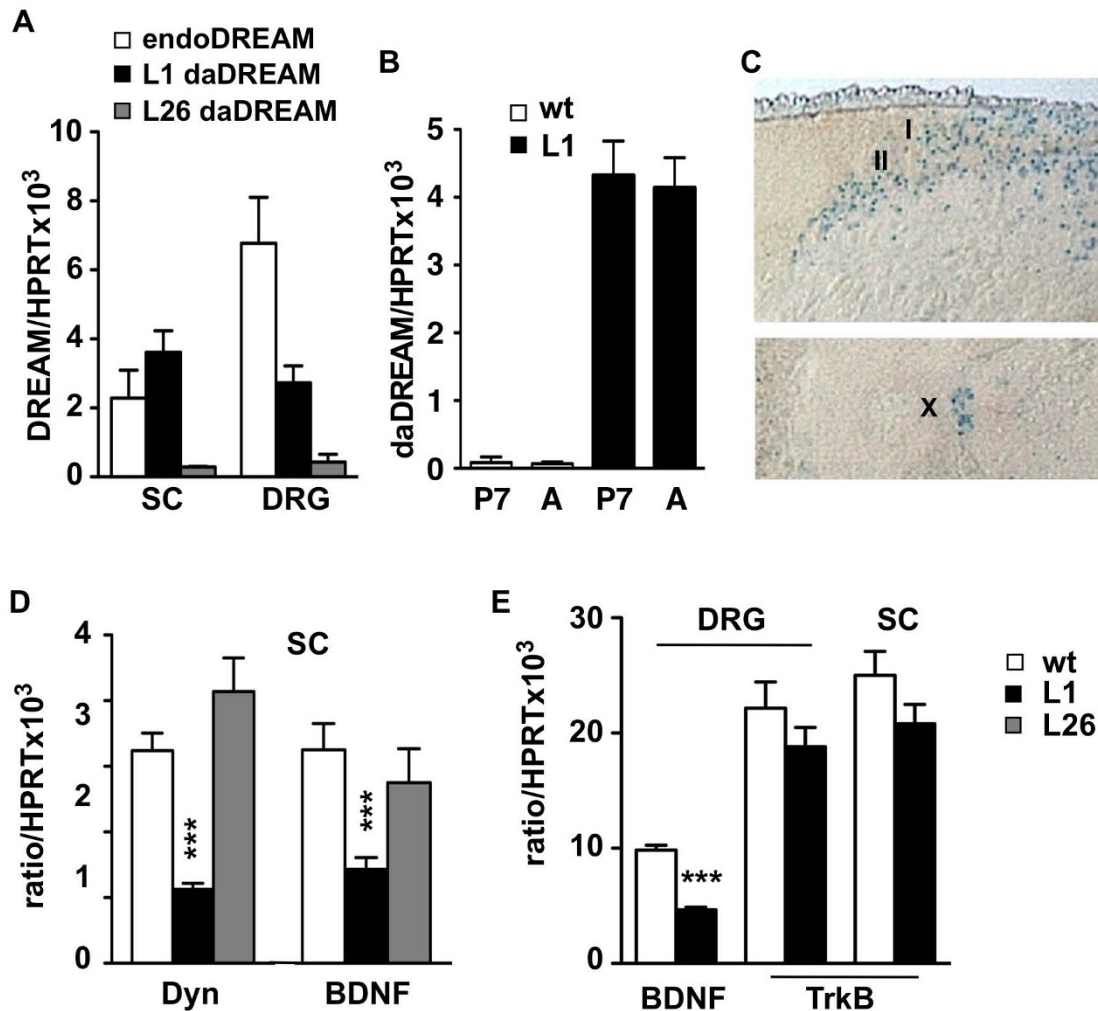 A
endoDREAM
L1 daDREAM
L26 daDREAM
DREAM/HPRTx10³
10
8
6
4
2
0
SC DRG
B
wt
L1
daDREAM/HPRTx10³
5
4
3
2
1
0
P7 A P7 A
C
I
II
X
D
SC
ratio/HPRTx10³
4
3
2
1
0
***
***
Dyn BDNF
E
DRG SC
wt
L1
L26
ratio/HPRTx10³
30
20
10
0
***
BDNF TrkB